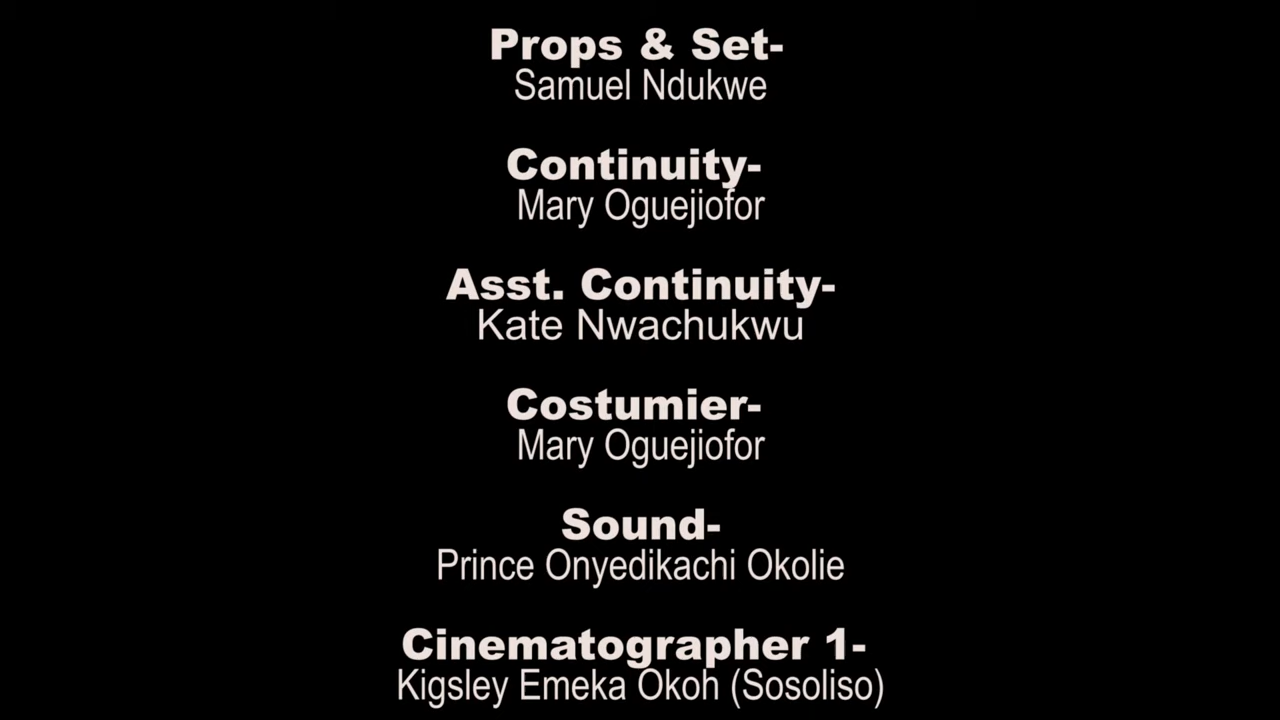 Props & Set-
Samuel Ndukwe
Continuity-
Mary Oguejiofor
Asst. Continuity-
Kate Nwachukwu
Costumier-
Mary Oguejiofor
Sound-
Prince Onyedikachi Okolie
Cinematographer 1-
Kigsley Emeka Okoh (Sosoliso)